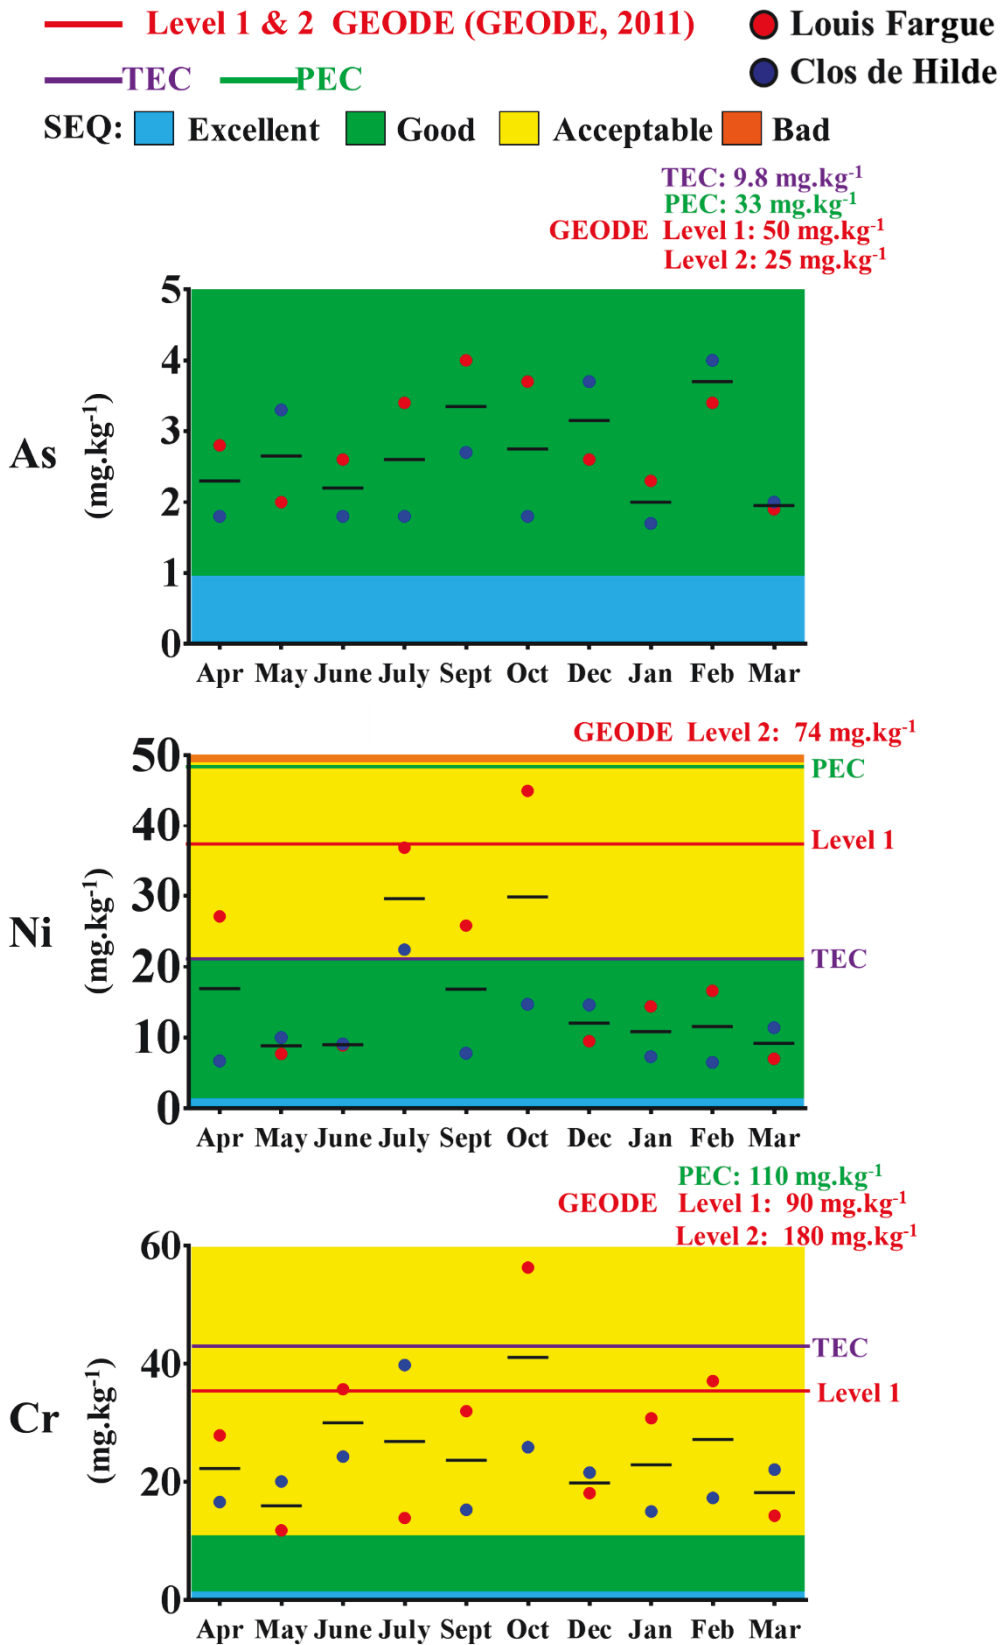 Level 1 & 2 GEODE (GEODE, 2011)
Louis Fargue
TEC
PEC
Clos de Hilde
SEQ: Excellent Good Acceptable Bad
TEC: 9.8 mg.kg-1
PEC: 33 mg.kg-1
GEODE Level 1: 50 mg.kg-1
Level 2: 25 mg.kg-1
As
(mg.kg-1)
5
4
3
2
1
0
Apr May June July Sept Oct Dec Jan Feb Mar
GEODE Level 2: 74 mg.kg-1
Ni
(mg.kg-1)
50
40
30
20
10
0
PEC
Level 1
TEC
Apr May June July Sept Oct Dec Jan Feb Mar
PEC: 110 mg.kg-1
GEODE Level 1: 90 mg.kg-1
Level 2: 180 mg.kg-1
Cr
(mg.kg-1)
60
40
20
0
TEC
Level 1
Apr May June July Sept Oct Dec Jan Feb Mar